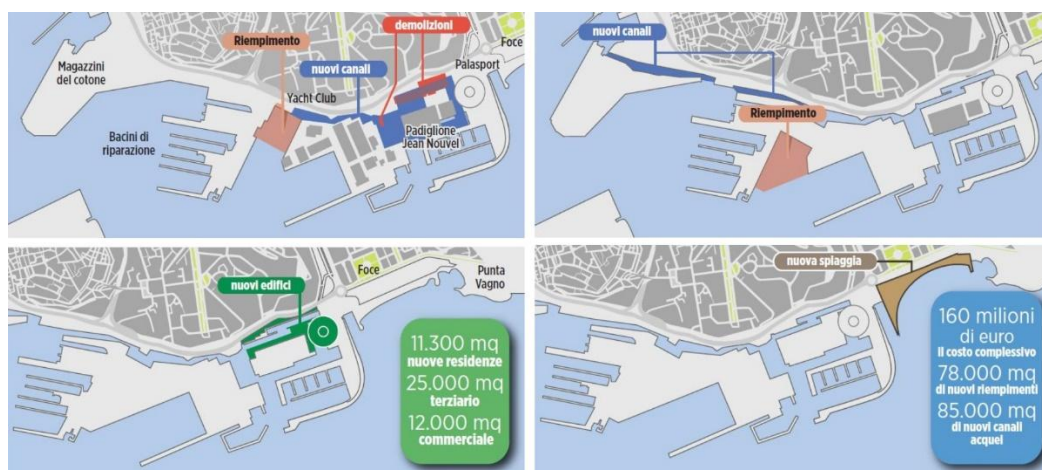 Riempimento
demolizioni
Foce
Magazzini
del cotone
nuovi canali
Palasport
Yacht Club
Bacini di
riparazione
Padiglione
Jean Nouvel
nuovi canali
Riempimento
nuovi edifici
Foce
Punta
Vagno
11.300 mq
nuove residenze
25.000 mq
terziario
12.000 mq
commerciale
nuova spiaggia
160 milioni
di euro
il costo complessivo
78.000 mq
di nuovi riempimenti
85.000 mq
di nuovi canali
acquei